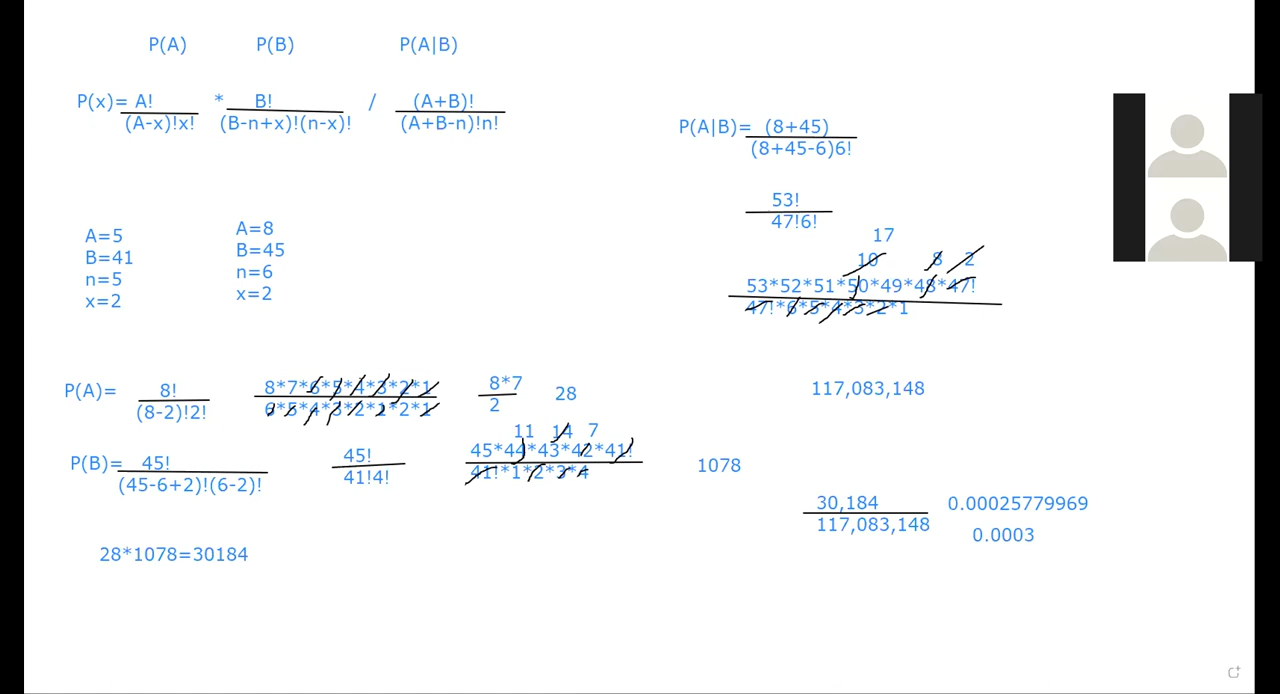 P(A) P(B) P(A|B)
P(x)= A! * B! / (A+B)!
(A-x)!x! (B-n+x)!(n-x)! (A+B-n)!n!
P(A|B)= (8+45)
(8+45-6)6!
53!
47!6!
A=5
B=41
n=5
x=2
A=8
B=45
n=6
x=2
17
10 8 2
53*52*51*50*49*48*47!
47!*6*5*4*3*2*1
117,083,148
P(A)= 8! 8*7*6*5*4*3*2*1 8*7 28
(8-2)!2! 6*5*4*3*2*1*2*1 2
11 14 7
P(B)= 45! 45! 45*44*43*42*41! 1078
(45-6+2)!(6-2)! 41!4! 41!*1*2*3*4
30,184 0.00025779969
117,083,148 0.0003
28*1078=30184